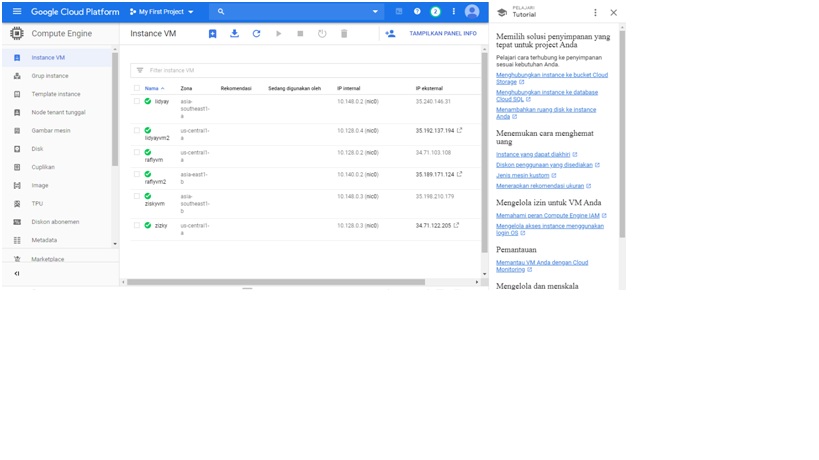 Google Cloud Platform
My First Project
2
PELAJARI
Tutorial
Compute Engine
Instance VM
TAMPILKAN PANEL INFO
Instance VM
Grup instance
Template instance
Node tenant tunggal
Gambar mesin
Disk
Cuplikan
Image
TPU
Diskon abonemen
Metadata
Marketplace
Filter instance VM
Nama Zona Rekomendasi Sedang digunakan oleh IP internal IP eksternal
lidyay asia-southeast1-a 10.148.0.2 (nic0) 35.240.146.31
lidyayvm2 us-central1-a 10.128.0.4 (nic0) 35.192.137.194
rafiyvm us-central1-a 10.128.0.2 (nic0) 34.71.103.108
rafiyvm2 asia-east1-b 10.140.0.2 (nic0) 35.189.171.124
ziskyvm asia-southeast1-b 10.148.0.3 (nic0) 35.198.210.179
zizky us-central1-a 10.128.0.3 (nic0) 34.71.122.205
Memilih solusi penyimpanan yang
tepat untuk project Anda
Pelajari cara terhubung ke penyimpanan
sesuai kebutuhan Anda.
Menghubungkan instance ke bucket Cloud
Storage
Menghubungkan instance ke database
Cloud SQL
Menambahkan ruang disk ke instance
Anda
Menemukan cara menghemat
uang
Instance yang dapat diakhiri
Diskon penggunaan yang disediakan
Jenis mesin kustom
Menerapkan rekomendasi ukuran
Mengelola izin untuk VM Anda
Memahami peran Compute Engine IAM
Mengelola akses instance menggunakan
login OS
Pemantauan
Memantau VM Anda dengan Cloud
Monitoring
Mengelola dan menskala